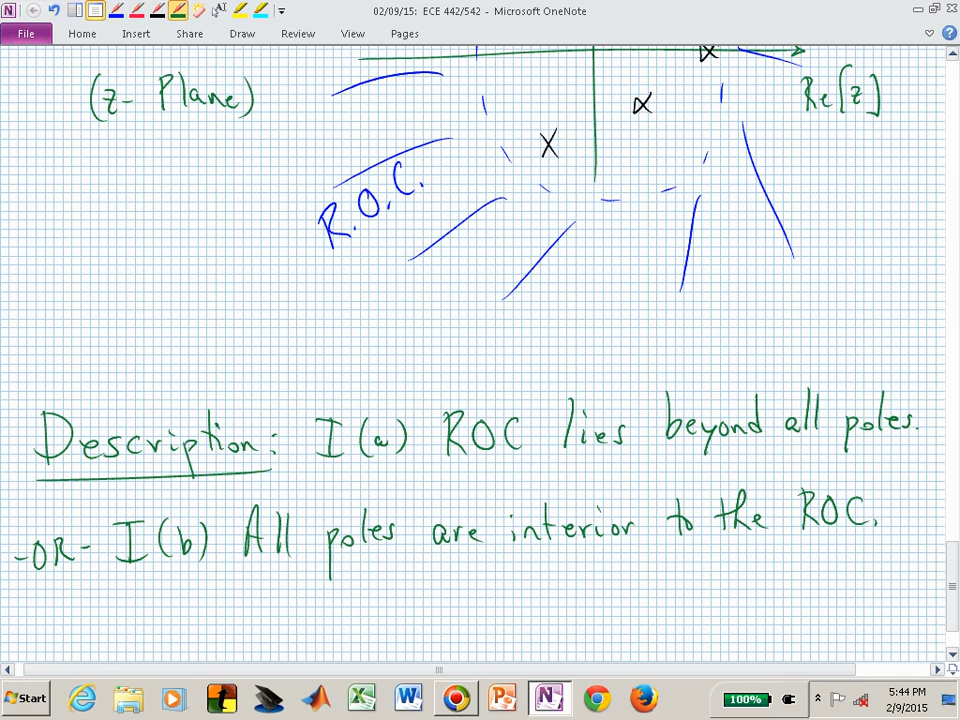 02/09/15: ECE 442/542 - Microsoft OneNote
File Home Insert Share Draw Review View Pages
(z- Plane)
Re[z]
R.O.C.
Description: I(a) ROC lies beyond all poles.
-OR- I(b) All poles are interior to the ROC.
Start
100%
5:44 PM
2/9/2015